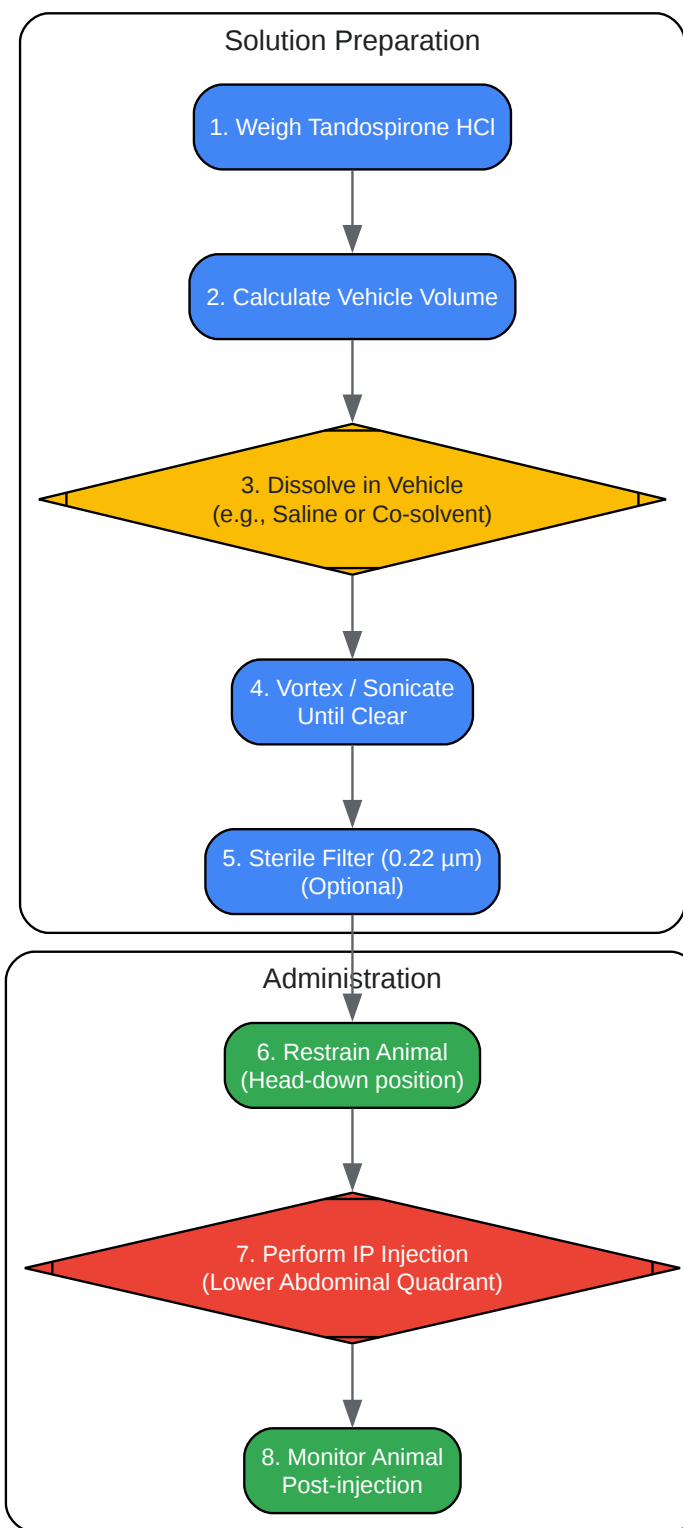 Solution Preparation
1. Weigh Tandospirone HCl
2. Calculate Vehicle Volume
3. Dissolve in Vehicle
(e.g., Saline or Co-solvent)
4. Vortex / Sonicate
Until Clear
5. Sterile Filter (0.22 µm)
(Optional)
Administration
6. Restrain Animal
(Head-down position)
7. Perform IP Injection
(Lower Abdominal Quadrant)
8. Monitor Animal
Post-injection